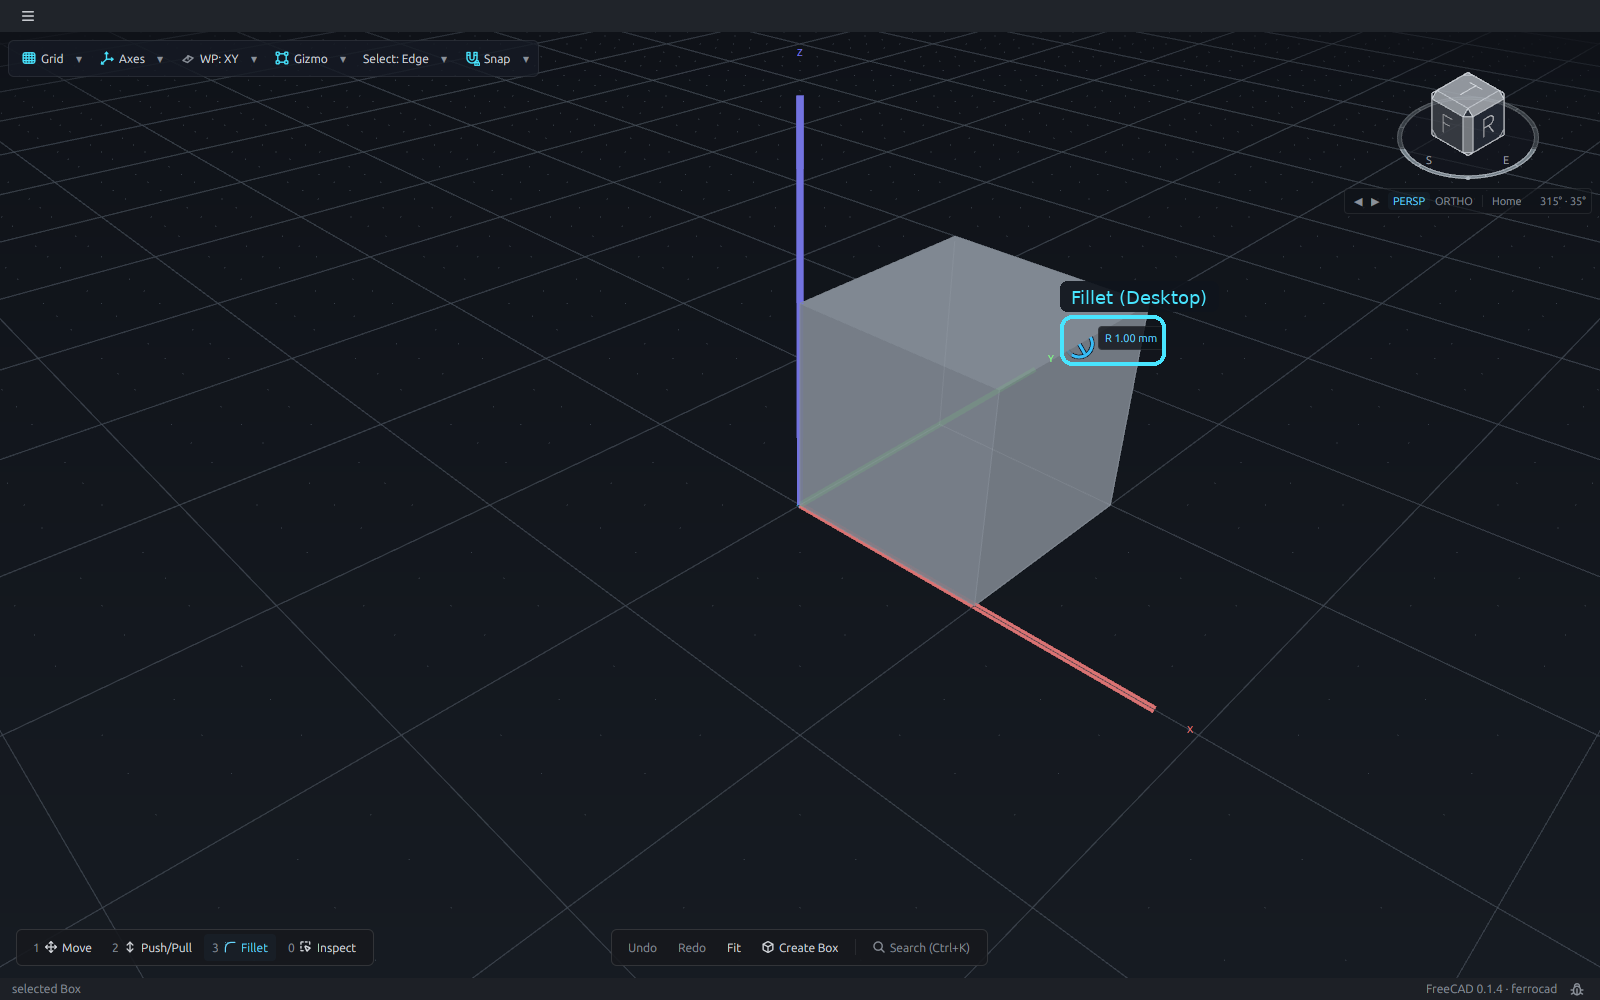 Grid
Axes
WP: XY
Gizmo
Select: Edge
Snap
Z
T
F
R
S
E
PERSP
ORTHO
Home
315° · 35°
Fillet (Desktop)
R 1.00 mm
Y
X
1 Move
2 Push/Pull
3 Fillet
0 Inspect
Undo
Redo
Fit
Create Box
Search (Ctrl+K)
selected Box
FreeCAD 0.1.4 · ferrocad